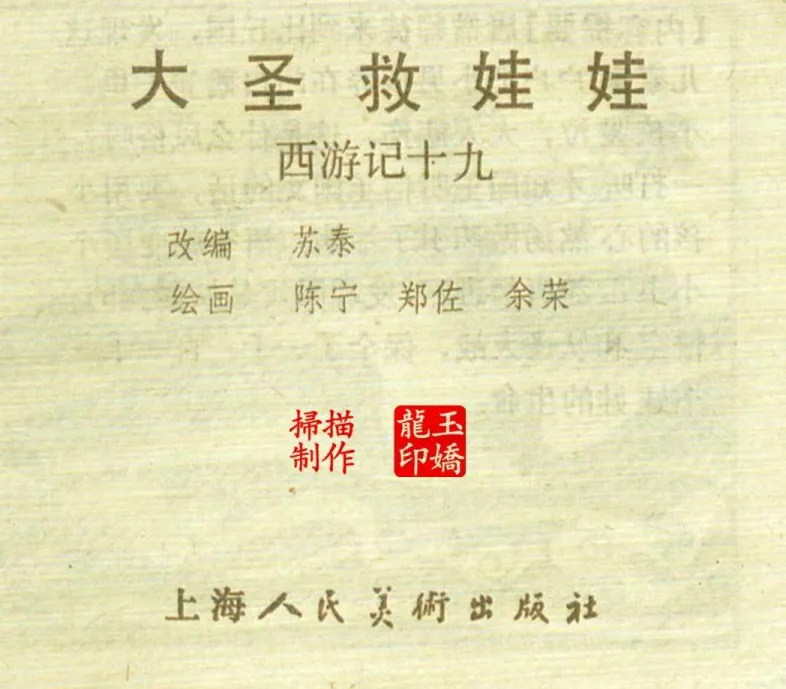 大圣救娃娃
西游记十九
改编 苏泰
绘画 陈宁 郑佐 余荣
掃描
制作
龍玉
印嬌
上海人民美術出版社